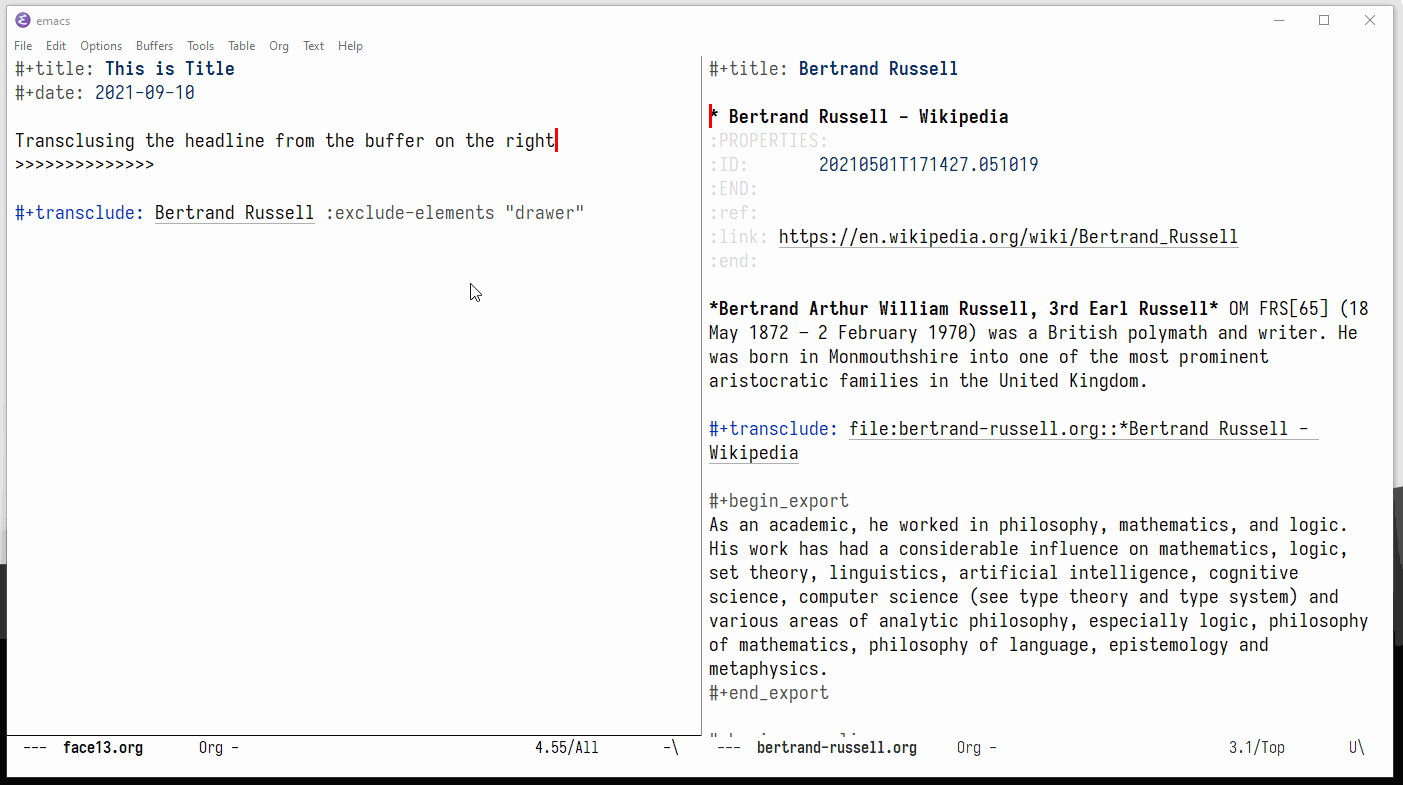 emacs
File Edit Options Buffers Tools Table Org Text Help
#+title: This is Title
#+date: 2021-09-10
Transclusing the headline from the buffer on the right
>>>>>>>>>>>>>>
#+transclude: Bertrand Russell :exclude-elements "drawer"
--- face13.org Org - 4.55/All -\
#+title: Bertrand Russell
* Bertrand Russell - Wikipedia
:PROPERTIES:
:ID: 20210501T171427.051019
:END:
:ref:
:link: https://en.wikipedia.org/wiki/Bertrand_Russell
:end:
*Bertrand Arthur William Russell, 3rd Earl Russell* OM FRS[65] (18
May 1872 – 2 February 1970) was a British polymath and writer. He
was born in Monmouthshire into one of the most prominent
aristocratic families in the United Kingdom.
#+transclude: file:bertrand-russell.org::*Bertrand Russell -
Wikipedia
#+begin_export
As an academic, he worked in philosophy, mathematics, and logic.
His work has had a considerable influence on mathematics, logic,
set theory, linguistics, artificial intelligence, cognitive
science, computer science (see type theory and type system) and
various areas of analytic philosophy, especially logic, philosophy
of mathematics, philosophy of language, epistemology and
metaphysics.
#+end_export
--- bertrand-russell.org Org - 3.1/Top U\